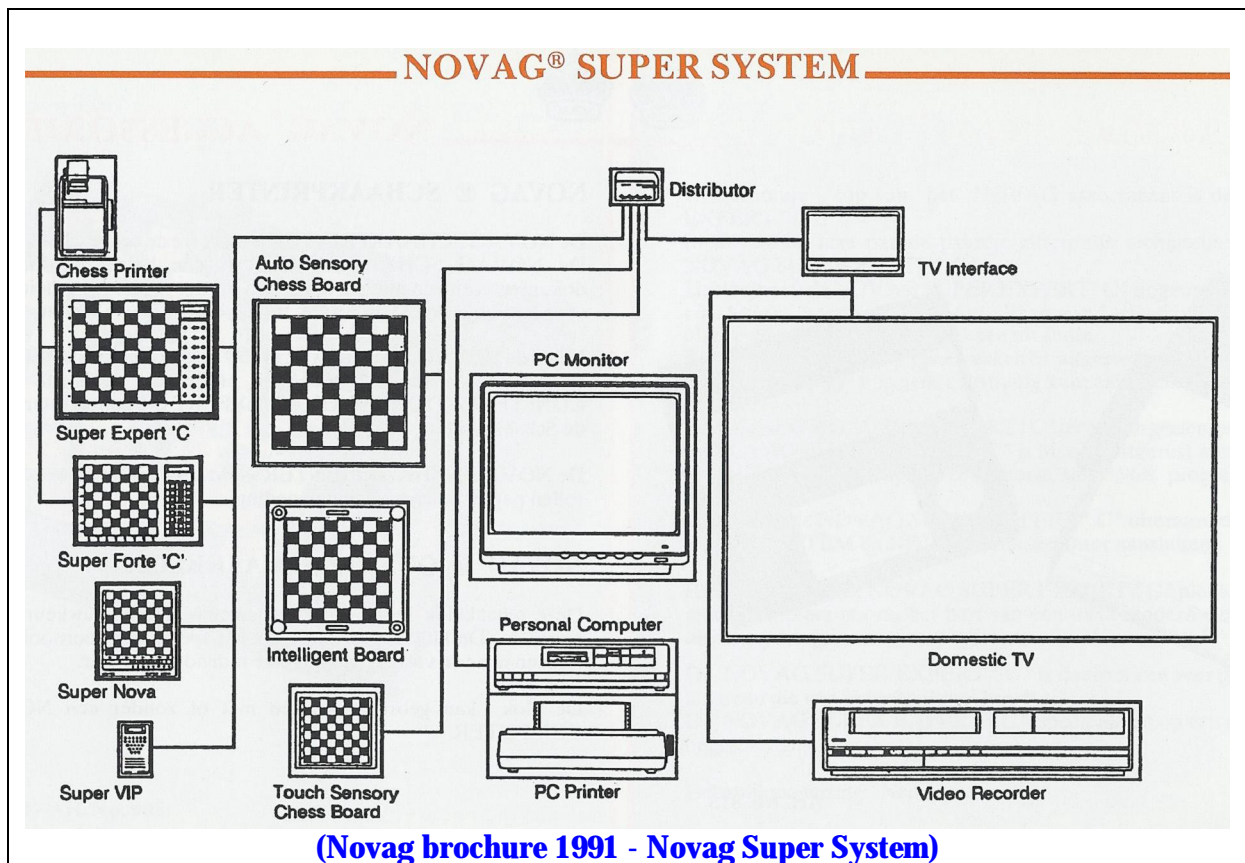 NOVAG® SUPER SYSTEM
Distributor
Chess Printer
Auto Sensory
Chess Board
TV Interface
PC Monitor
Super Expert 'C
Super Forte 'C'
Personal Computer
Intelligent Board
Domestic TV
Super Nova
Super VIP
Touch Sensory
Chess Board
PC Printer
Video Recorder
(Novag brochure 1991 - Novag Super System)